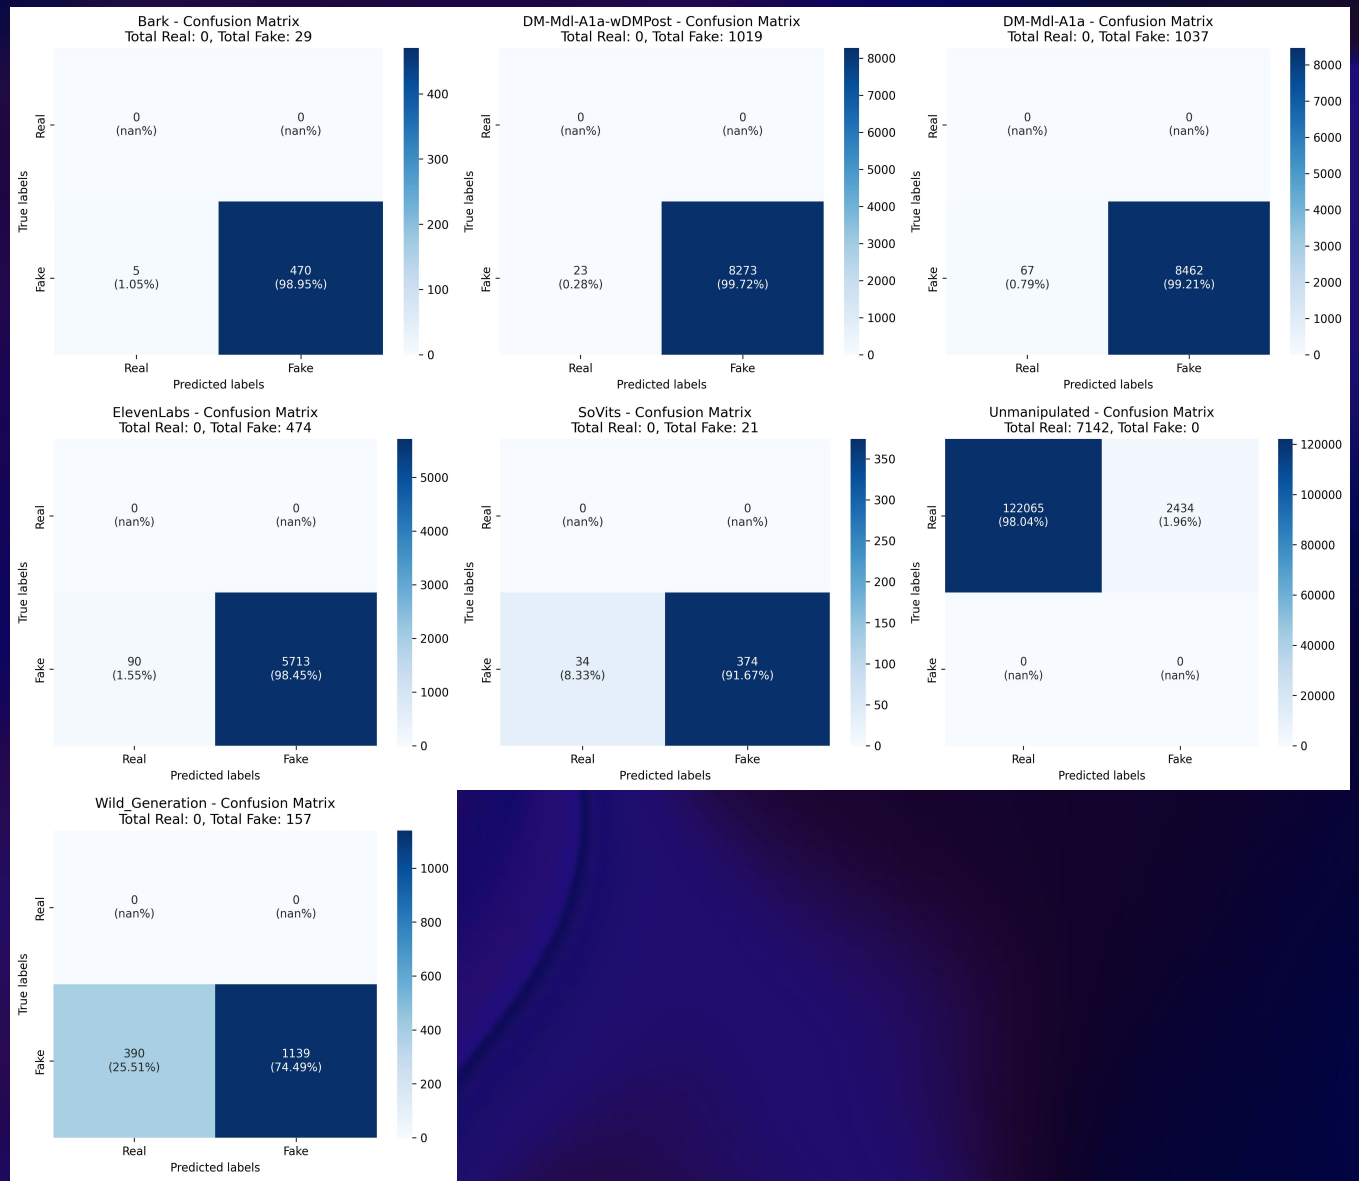 Bark - Confusion Matrix
Total Real: 0, Total Fake: 29
Real
Fake
True labels
0
(nan%)
0
(nan%)
5
(1.05%)
470
(98.95%)
Real
Fake
Predicted labels
400
300
200
100
0
DM-Mdl-A1a-wDMPost - Confusion Matrix
Total Real: 0, Total Fake: 1019
Real
Fake
True labels
0
(nan%)
0
(nan%)
23
(0.28%)
8273
(99.72%)
Real
Fake
Predicted labels
8000
7000
6000
5000
4000
3000
2000
1000
0
DM-Mdl-A1a - Confusion Matrix
Total Real: 0, Total Fake: 1037
Real
Fake
True labels
0
(nan%)
0
(nan%)
67
(0.79%)
8462
(99.21%)
Real
Fake
Predicted labels
8000
7000
6000
5000
4000
3000
2000
1000
0
ElevenLabs - Confusion Matrix
Total Real: 0, Total Fake: 474
Real
Fake
True labels
0
(nan%)
0
(nan%)
90
(1.55%)
5713
(98.45%)
Real
Fake
Predicted labels
5000
4000
3000
2000
1000
0
SoVits - Confusion Matrix
Total Real: 0, Total Fake: 21
Real
Fake
True labels
0
(nan%)
0
(nan%)
34
(8.33%)
374
(91.67%)
Real
Fake
Predicted labels
350
300
250
200
150
100
50
0
Unmanipulated - Confusion Matrix
Total Real: 7142, Total Fake: 0
Real
Fake
True labels
122065
(98.04%)
2434
(1.96%)
0
(nan%)
0
(nan%)
Real
Fake
Predicted labels
120000
100000
80000
60000
40000
20000
0
Wild_Generation - Confusion Matrix
Total Real: 0, Total Fake: 157
Real
Fake
True labels
0
(nan%)
0
(nan%)
390
(25.51%)
1139
(74.49%)
Real
Fake
Predicted labels
1000
800
600
400
200
0